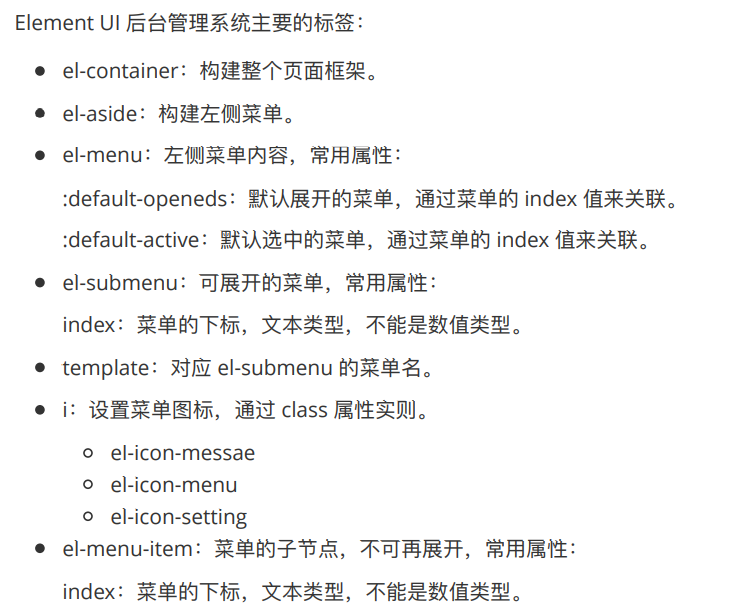 Element UI 后台管理系统主要的标签：
el-container：构建整个页面框架。
el-aside：构建左侧菜单。
el-menu：左侧菜单内容，常用属性：
:default-openeds：默认展开的菜单，通过菜单的 index 值来关联。
:default-active：默认选中的菜单，通过菜单的 index 值来关联。
el-submenu：可展开的菜单，常用属性：
index：菜单的下标，文本类型，不能是数值类型。
template：对应 el-submenu 的菜单名。
i：设置菜单图标，通过 class 属性实则。
el-icon-messae
el-icon-menu
el-icon-setting
el-menu-item：菜单的子节点，不可再展开，常用属性：
index：菜单的下标，文本类型，不能是数值类型。